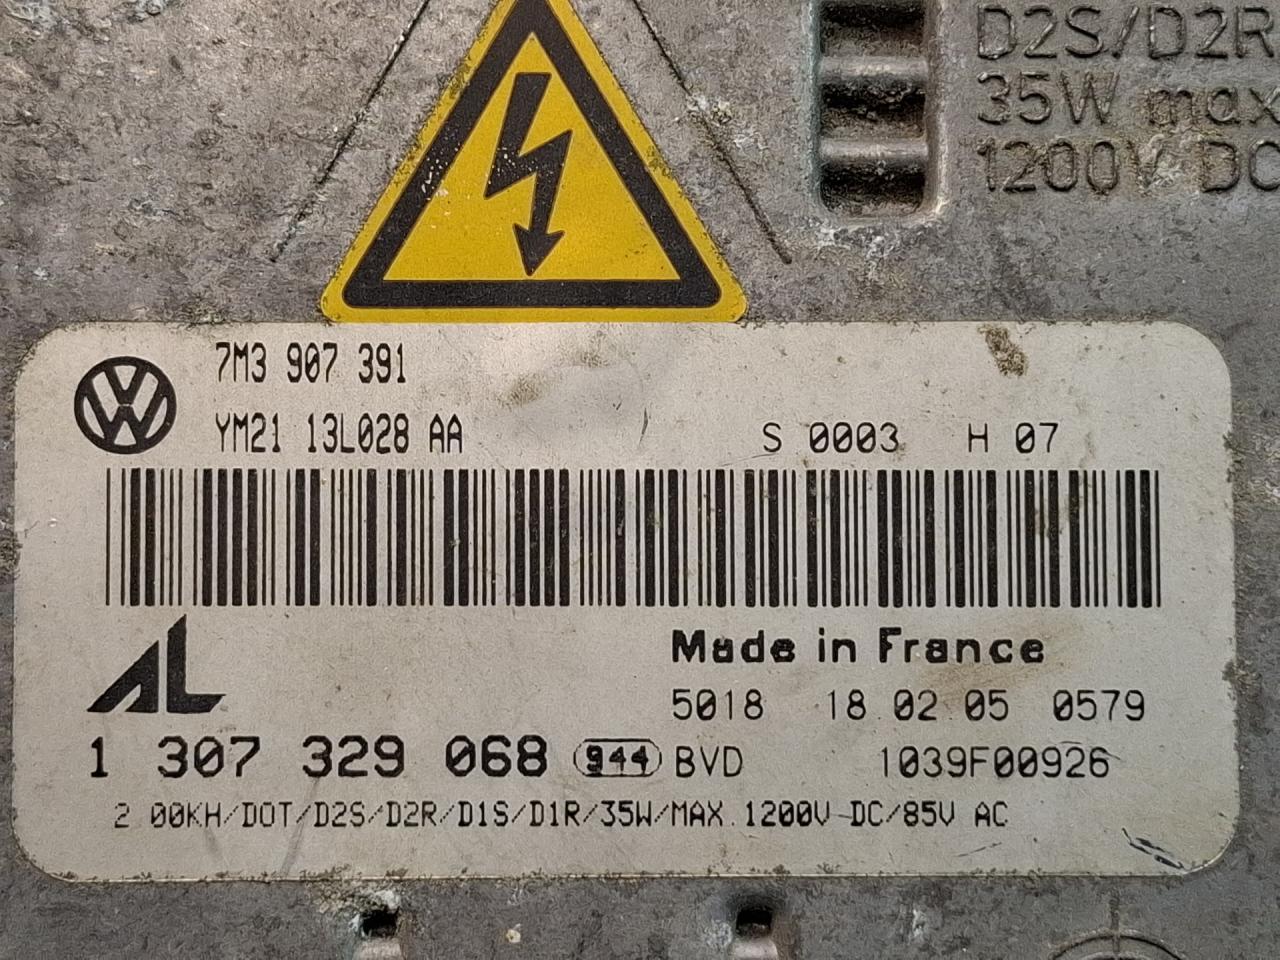 D2S/D2R
35W max
1200V DC
7M3 907 391
YM21 13L028 AA
S 0003 H 07
AL
Made in France
5018 18 02 05 0579
1 307 329 068 944 BVD 1039F00926
2 00KH/DOT/D2S/D2R/D1S/D1R/35W/MAX.1200V DC/85V AC